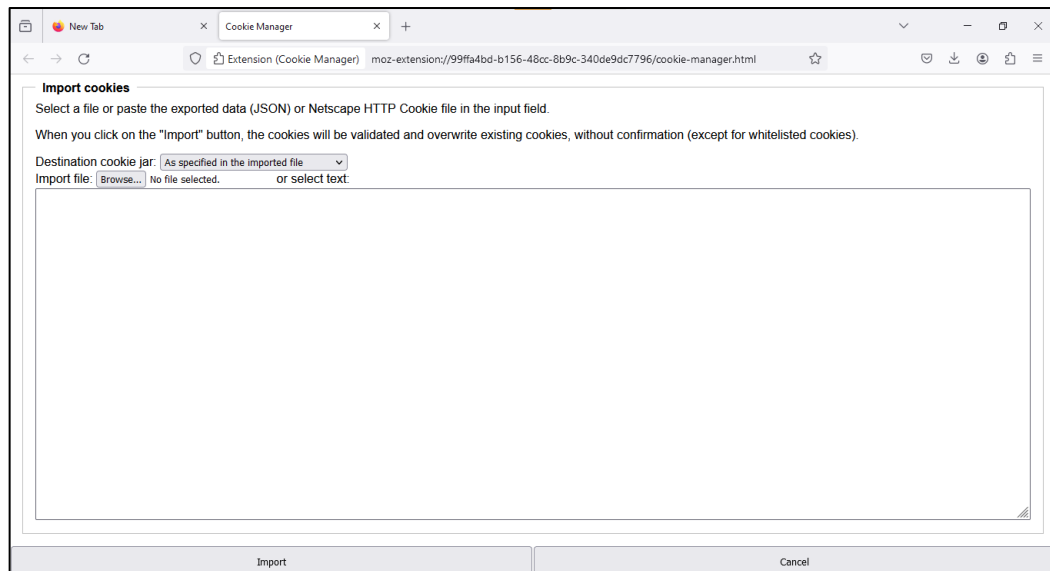 New Tab
Cookie Manager
Extension (Cookie Manager) moz-extension://99ffa4bd-b156-48cc-8b9c-340de9dc7796/cookie-manager.html
Import cookies
Select a file or paste the exported data (JSON) or Netscape HTTP Cookie file in the input field.
When you click on the "Import" button, the cookies will be validated and overwrite existing cookies, without confirmation (except for whitelisted cookies).
Destination cookie jar: As specified in the imported file
Import file: Browse... No file selected. or select text:
Import Cancel